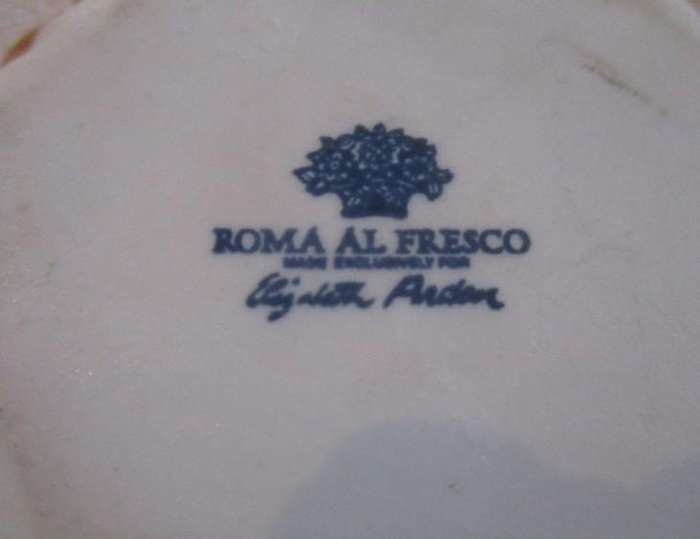 ROMA AL FRESCO
MADE EXCLUSIVELY FOR
Elizabeth Arden